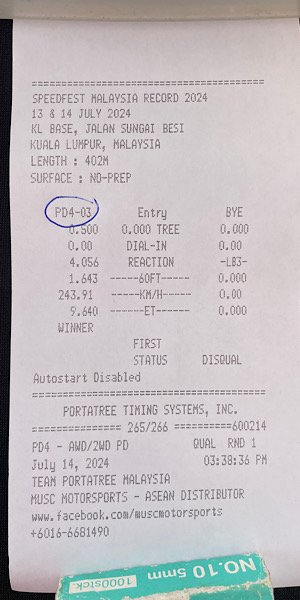 ========================================
SPEEDFEST MALAYSIA RECORD 2024
13 & 14 JULY 2024
KL BASE, JALAN SUNGAI BESI
KUALA LUMPUR, MALAYSIA
LENGTH : 402M
SURFACE : NO-PREP
PD4-03 Entry BYE
0.500 0.000 TREE 0.000
0.00 DIAL-IN 0.00
4.056 REACTION -LB3-
1.643 -----60FT----- 0.000
243.91 -----KM/H----- 0.00
9.640 ------ET------ 0.000
WINNER
FIRST
STATUS DISQUAL
Autostart Disabled
========================================
PORTATREE TIMING SYSTEMS, INC.
=============== 265/266 ==========600214
PD4 - AWD/2WD PD QUAL RND 1
July 14, 2024 03:38:36 PM
TEAM PORTATREE MALAYSIA
MUSC MOTORSPORTS - ASEAN DISTRIBUTOR
www.facebook.com/muscmotorsports
+6016-6681490
NO.10 5mm
1000stck